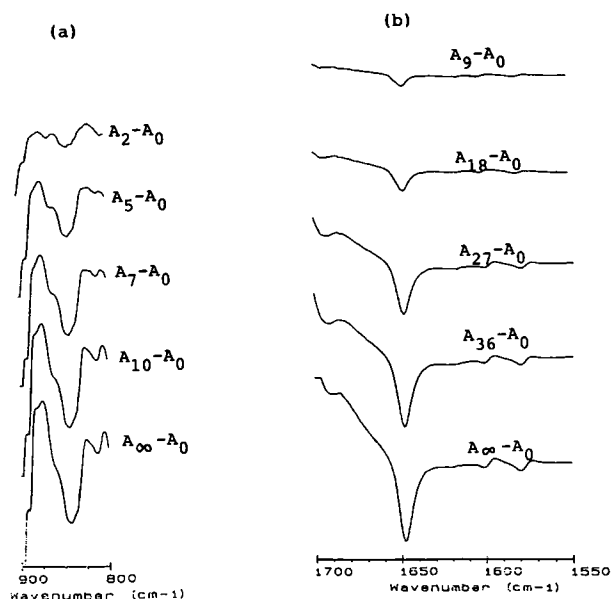 (a)
A2-A0
A5-A0
A7-A0
A10-A0
A∞-A0
900 800
Wavenumber (cm-1)
(b)
A9-A0
A18-A0
A27-A0
A36-A0
A∞-A0
1700 1650 1600 1550
Wavenumber (cm-1)